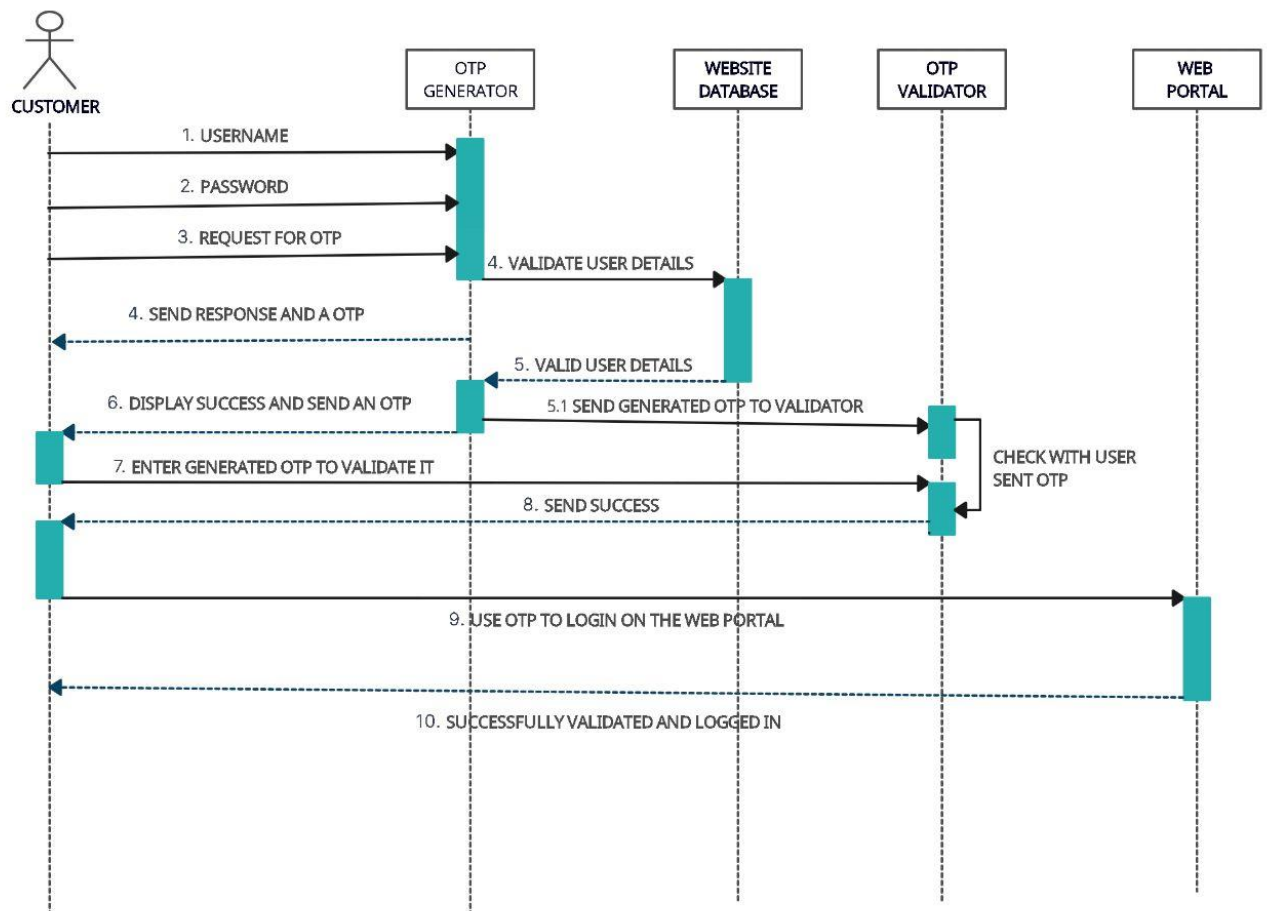 CUSTOMER
OTP
GENERATOR
WEBSITE
DATABASE
OTP
VALIDATOR
WEB
PORTAL
1. USERNAME
2. PASSWORD
3. REQUEST FOR OTP
4. VALIDATE USER DETAILS
4. SEND RESPONSE AND A OTP
5. VALID USER DETAILS
6. DISPLAY SUCCESS AND SEND AN OTP
5.1 SEND GENERATED OTP TO VALIDATOR
CHECK WITH USER
SENT OTP
7. ENTER GENERATED OTP TO VALIDATE IT
8. SEND SUCCESS
9. USE OTP TO LOGIN ON THE WEB PORTAL
10. SUCCESSFULLY VALIDATED AND LOGGED IN